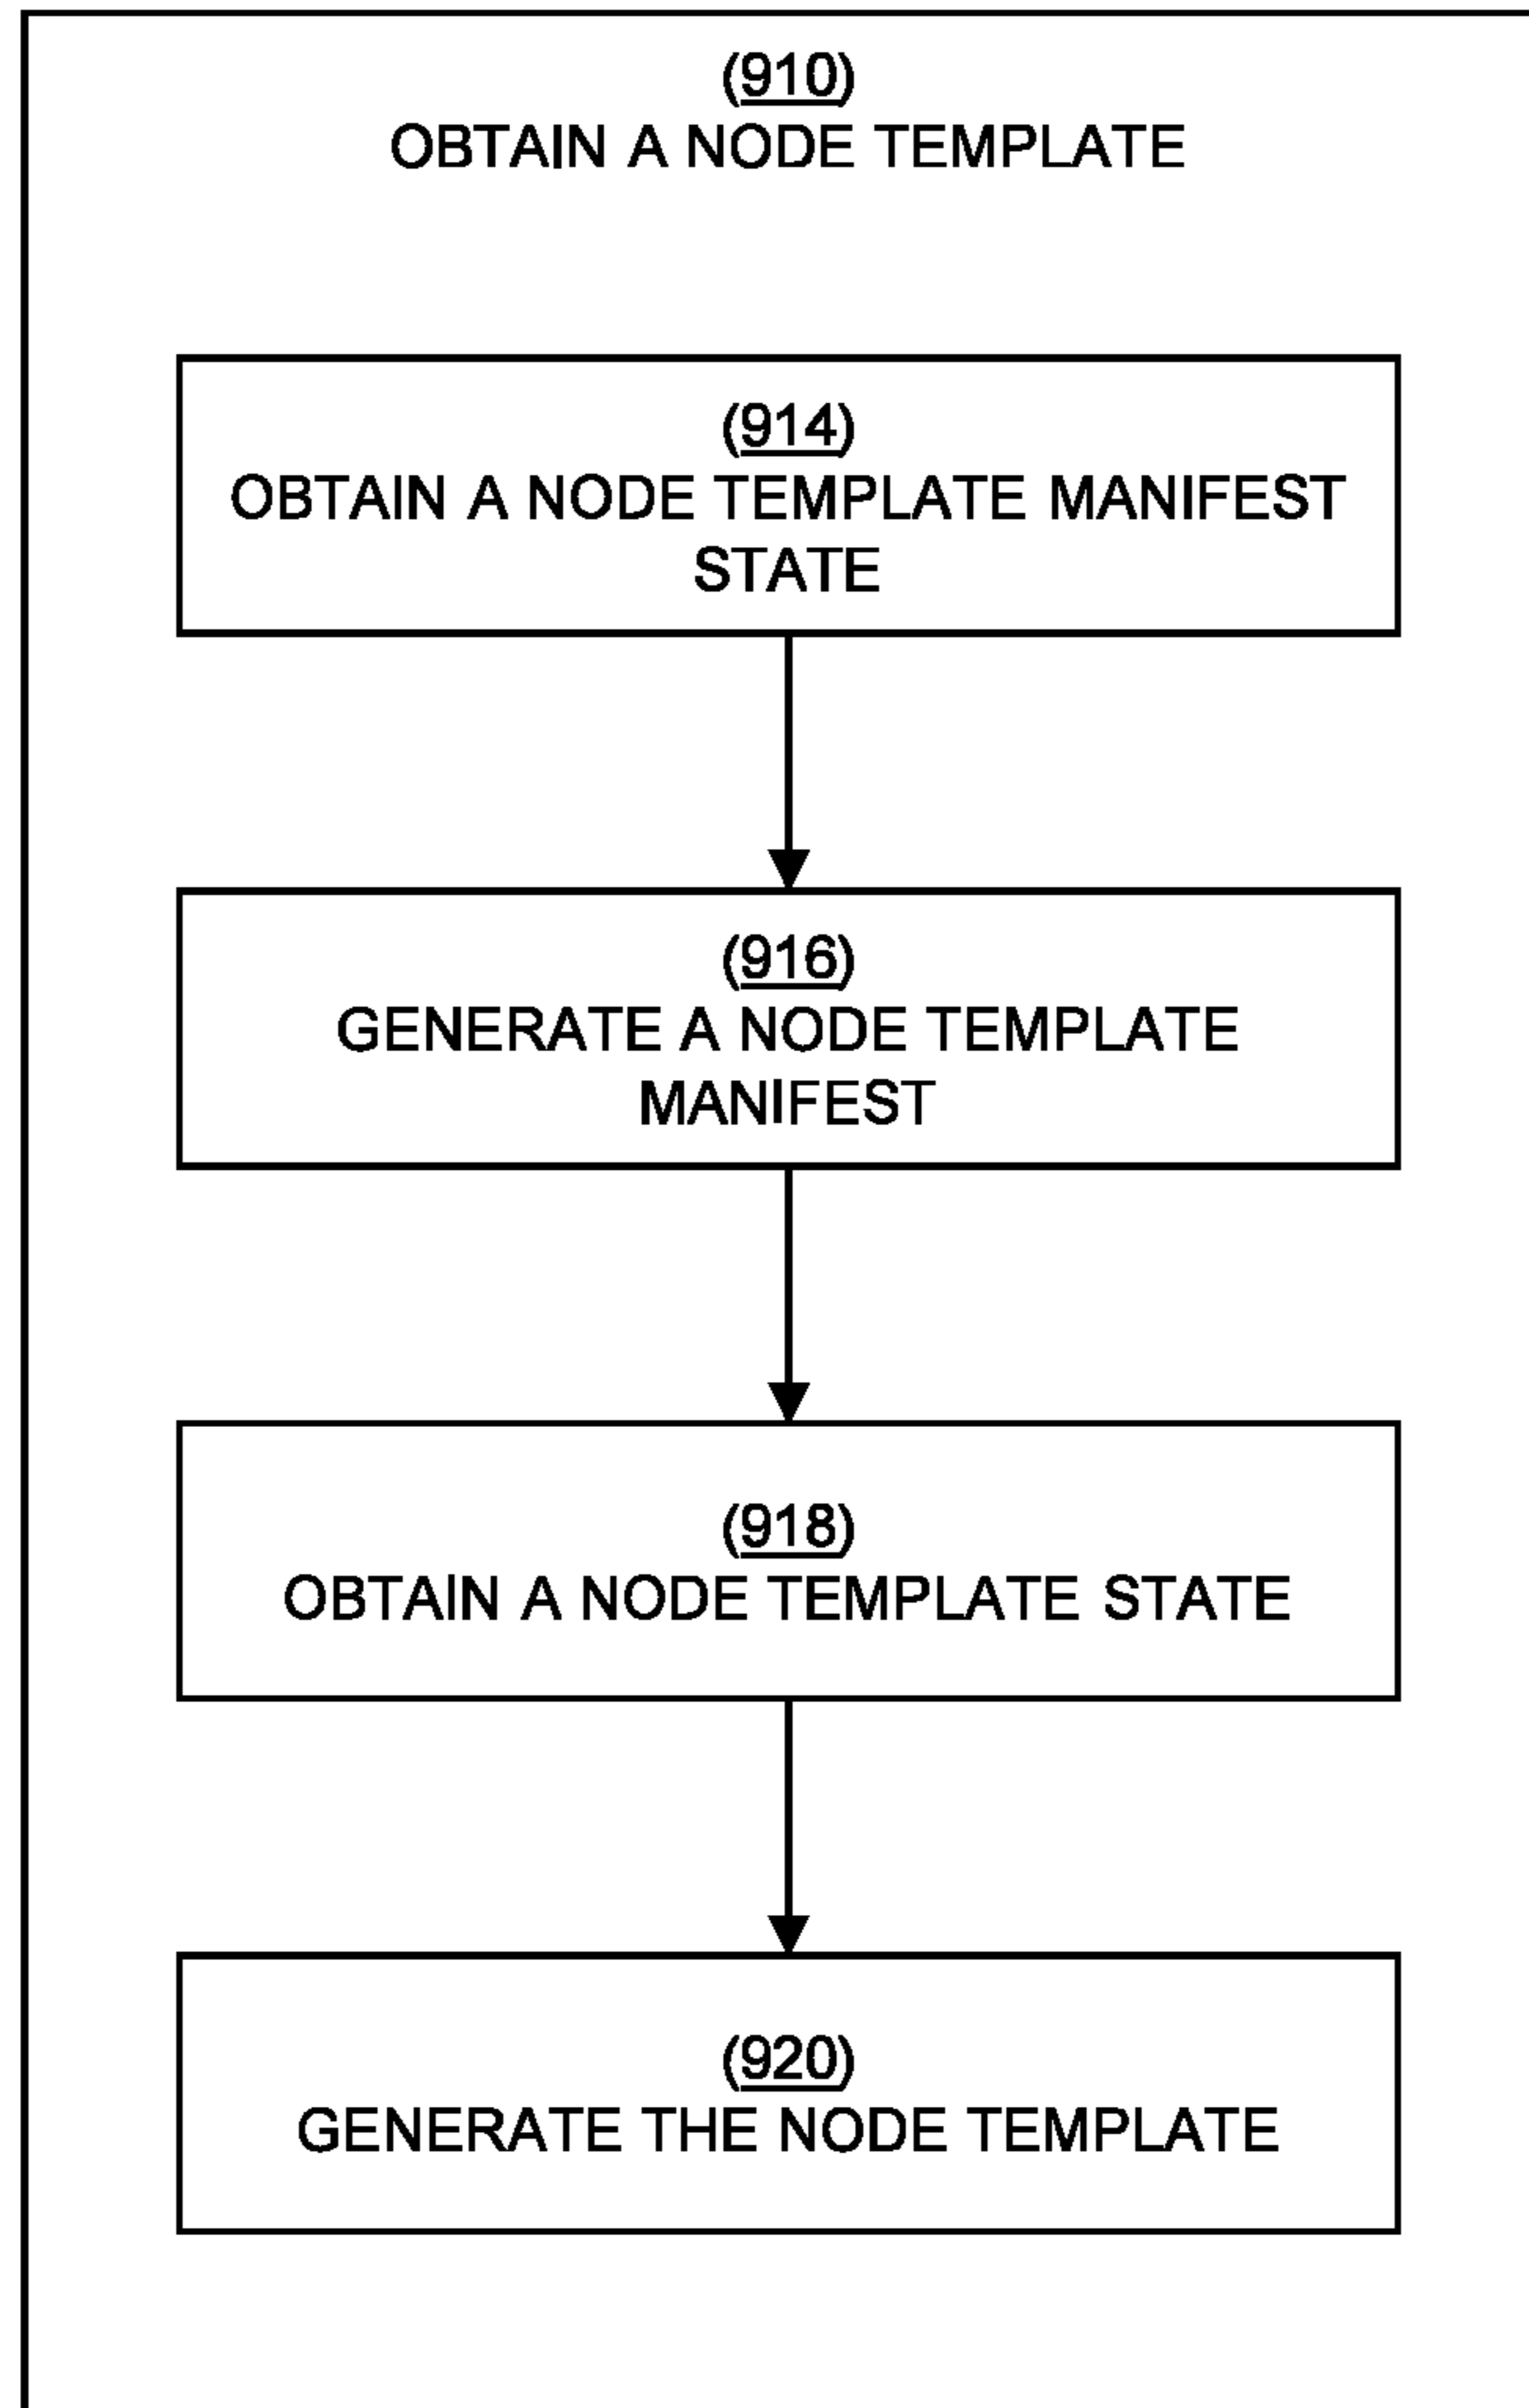 (910)
OBTAIN A NODE TEMPLATE
(914)
OBTAIN A NODE TEMPLATE MANIFEST
STATE
(916)
GENERATE A NODE TEMPLATE
MANIFEST
(918)
OBTAIN A NODE TEMPLATE STATE
(920)
GENERATE THE NODE TEMPLATE